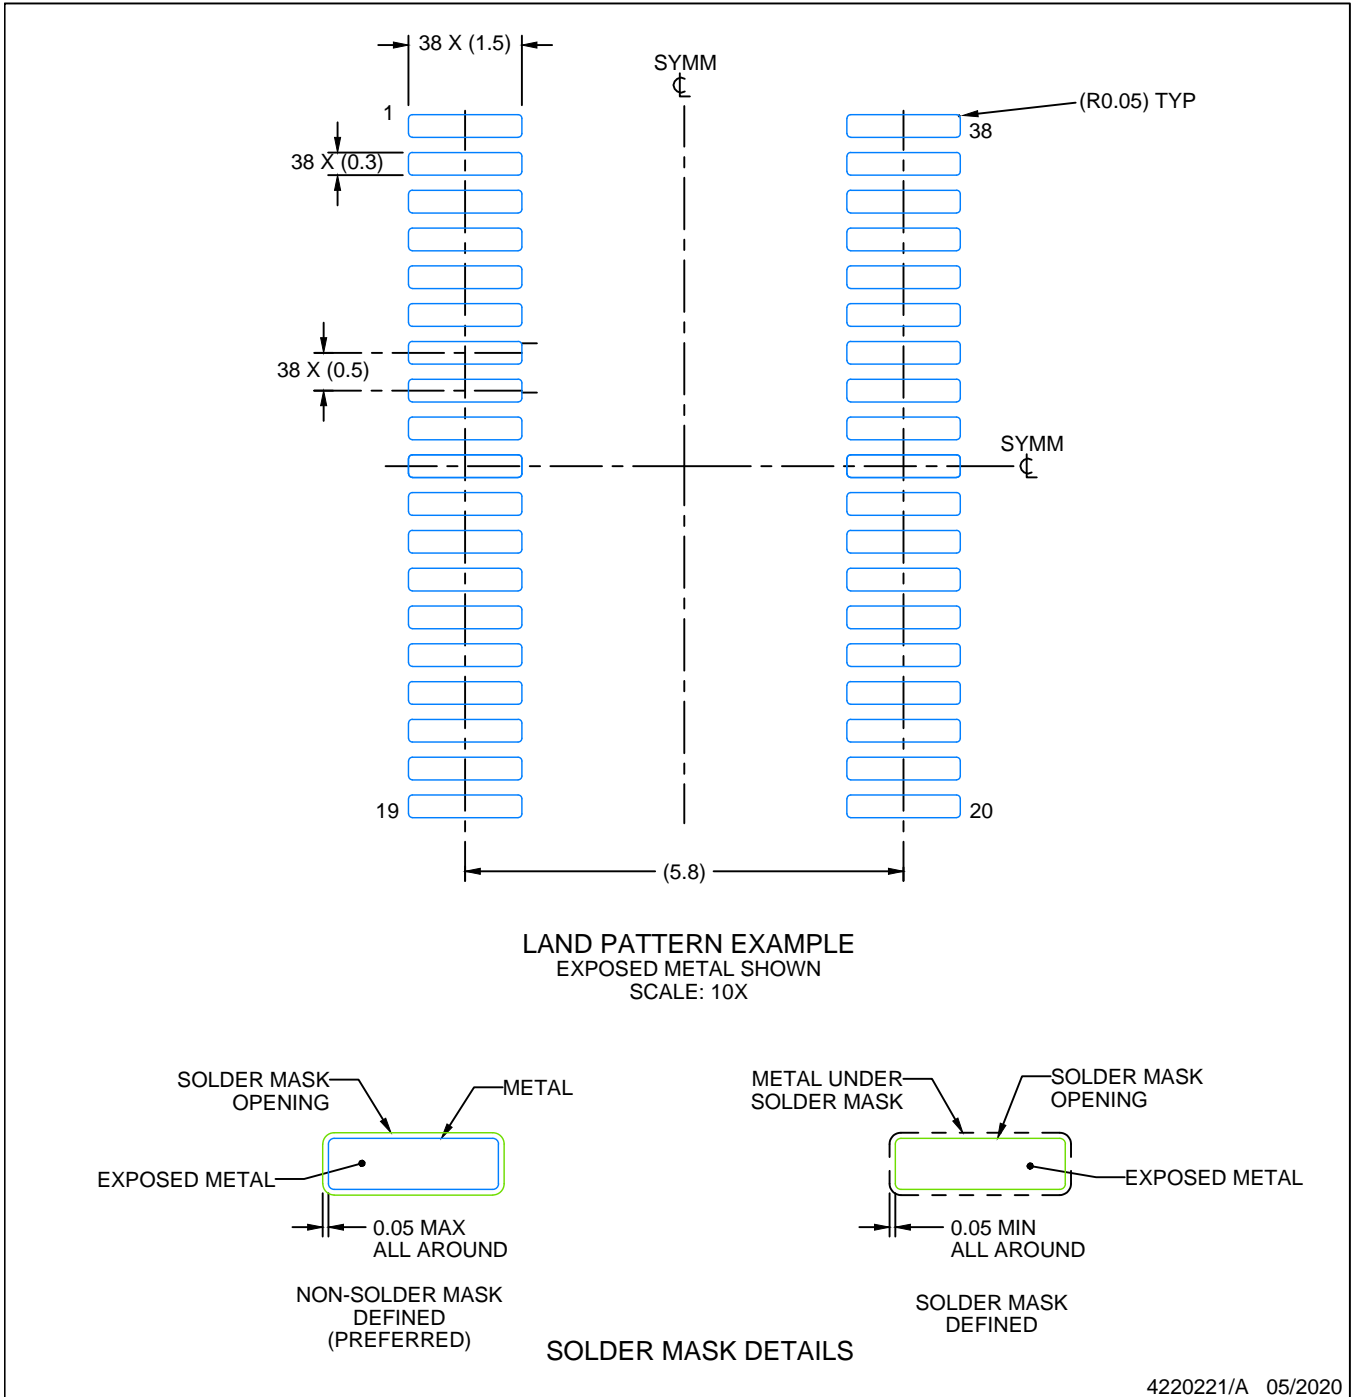 38 X (1.5)
SYMM
(R0.05) TYP
1
38
38 X (0.3)
38 X (0.5)
SYMM
19
20
(5.8)
LAND PATTERN EXAMPLE
EXPOSED METAL SHOWN
SCALE: 10X
SOLDER MASK
OPENING
METAL
EXPOSED METAL
0.05 MAX
ALL AROUND
NON-SOLDER MASK
DEFINED
(PREFERRED)
METAL UNDER
SOLDER MASK
SOLDER MASK
OPENING
EXPOSED METAL
0.05 MIN
ALL AROUND
SOLDER MASK
DEFINED
SOLDER MASK DETAILS
4220221/A 05/2020